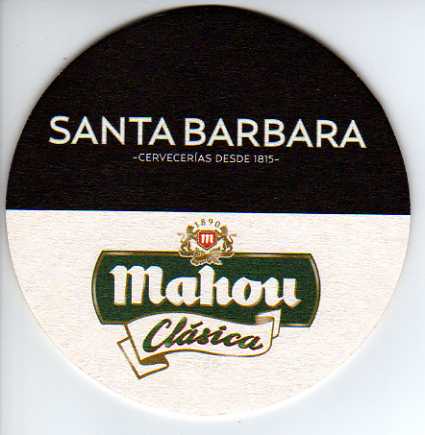 SANTA BARBARA
-CERVECERÍAS DESDE 1815-
1890
m
mahou
Clásica